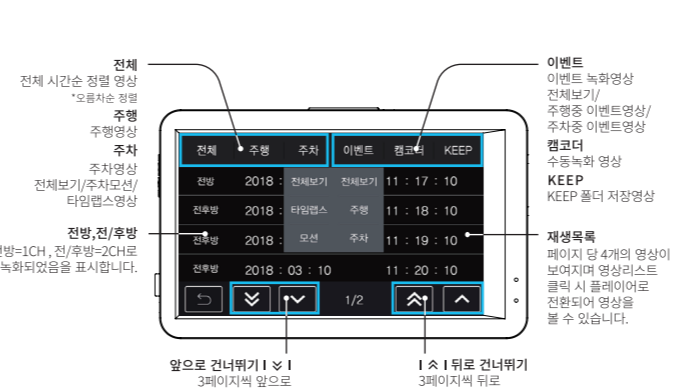 전체
전체 시간순 정렬 영상
*오름차순 정렬
주행
주행영상
주차
주차영상
전체보기/주차모션/
타임랩스영상
전방,전/후방
전방=1CH , 전/후방=2CH로
녹화되었음을 표시합니다.
전체 주행 주차 이벤트 캠코더 KEEP
전방 2018 : 전체보기 전체보기 11 : 17 : 10
전후방 2018 : 타임랩스 주행 11 : 18 : 10
전후방 2018 : 모션 주차 11 : 19 : 10
전후방 2018 : 03 : 10 11 : 20 : 10
1/2
이벤트
이벤트 녹화영상
전체보기/
주행중 이벤트영상/
주차중 이벤트영상
캠코더
수동녹화 영상
KEEP
KEEP 폴더 저장영상
재생목록
페이지 당 4개의 영상이
보여지며 영상리스트
클릭 시 플레이어로
전환되어 영상을
볼 수 있습니다.
앞으로 건너뛰기
3페이지씩 앞으로
뒤로 건너뛰기
3페이지씩 뒤로